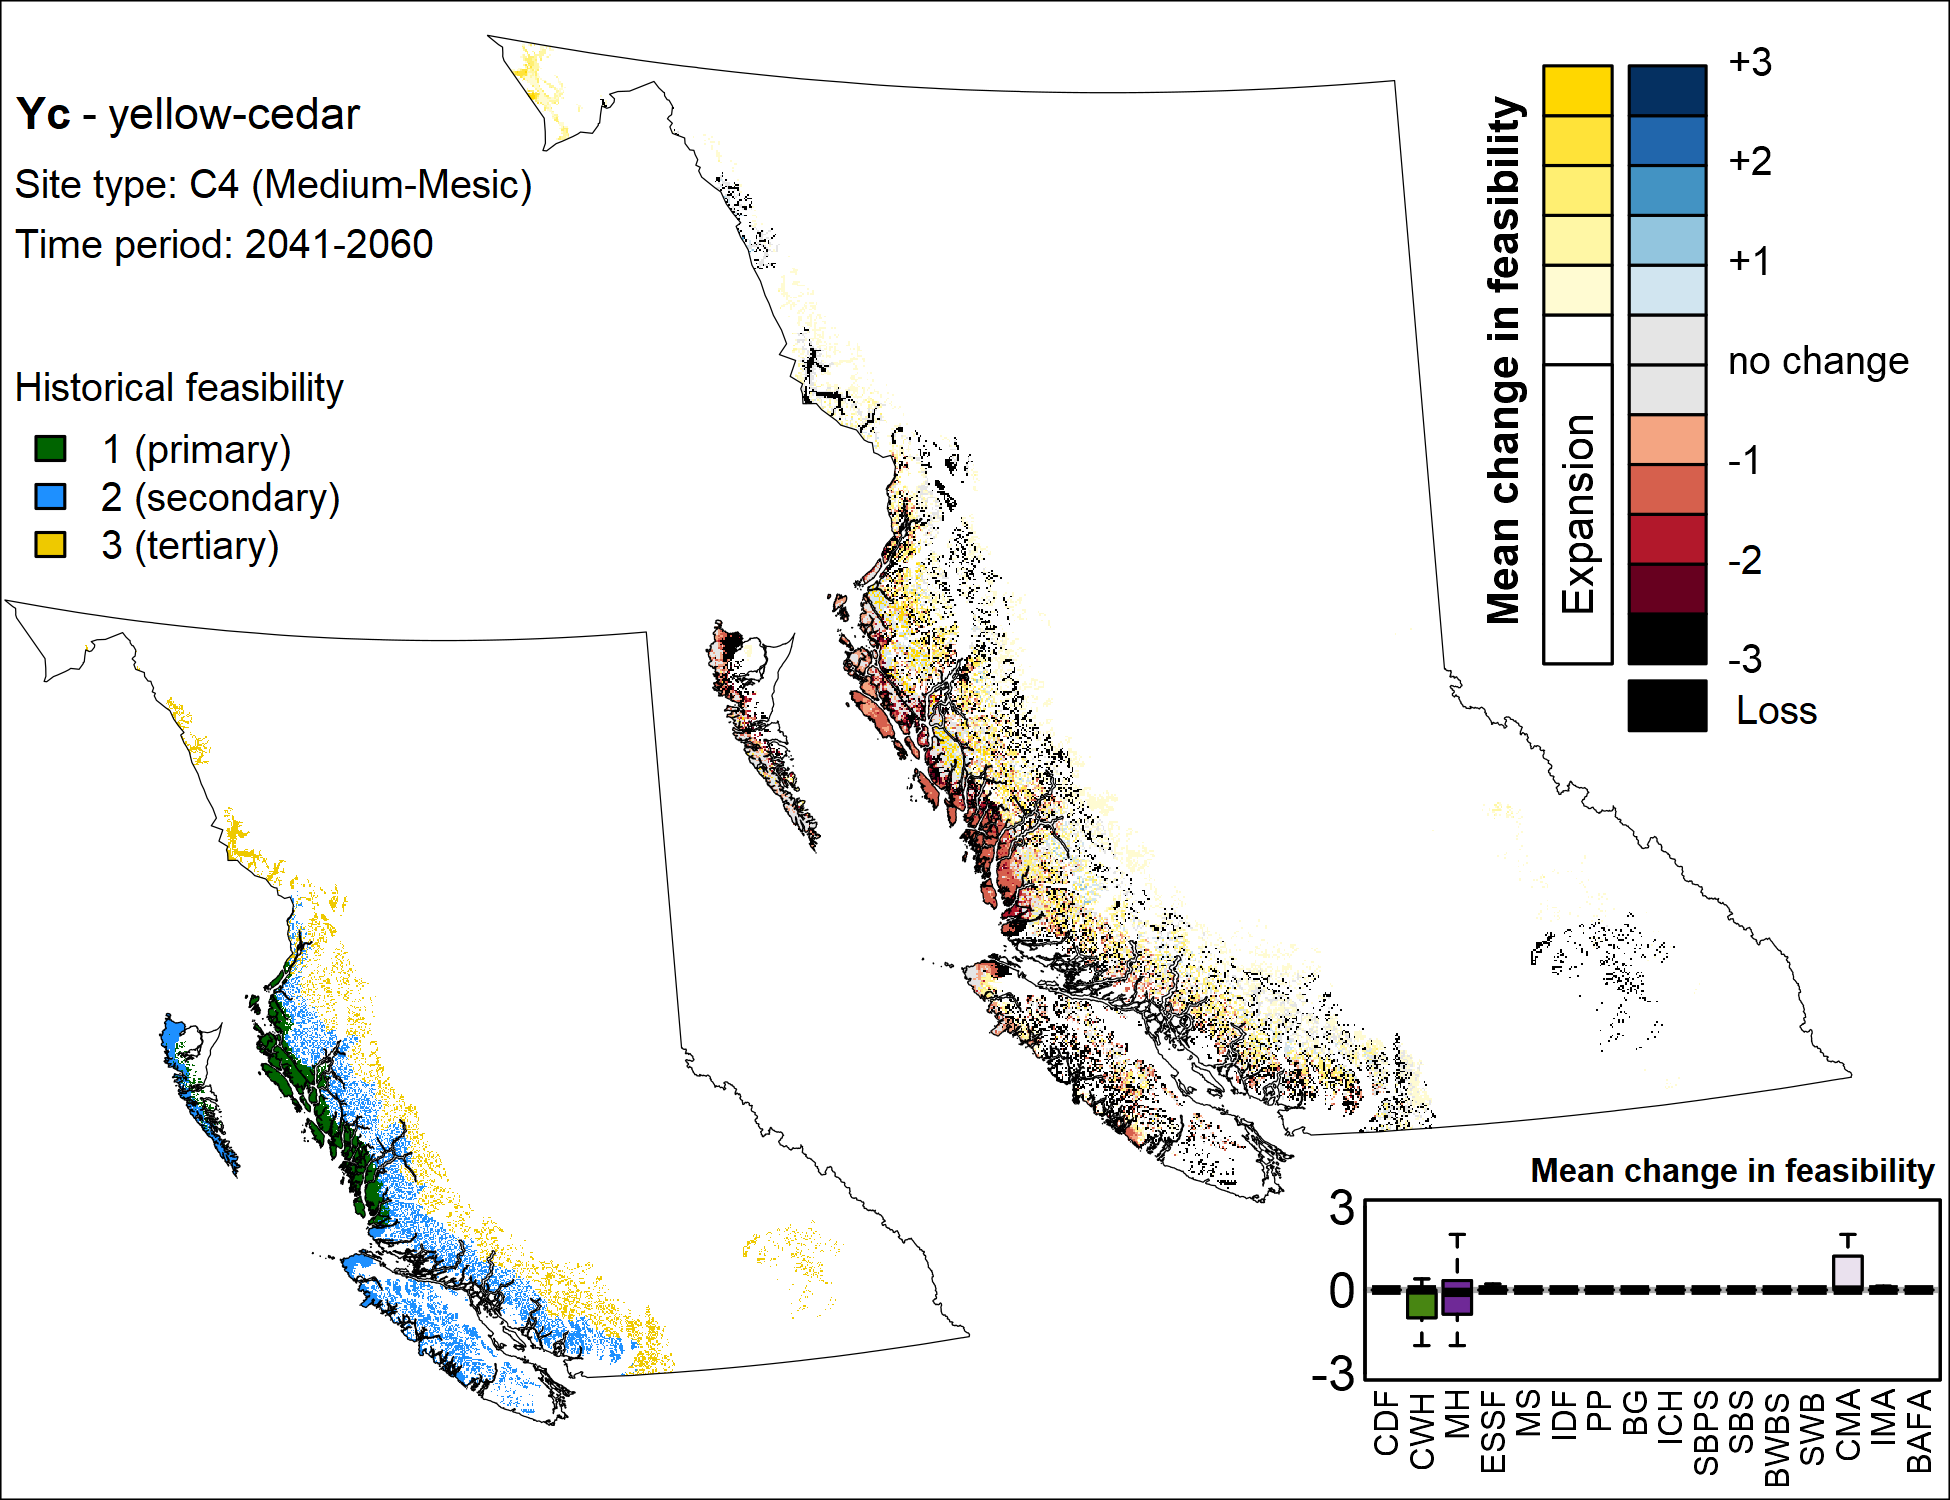 Yc - yellow-cedar
Site type: C4 (Medium-Mesic)
Time period: 2041-2060
Historical feasibility
1 (primary)
2 (secondary)
3 (tertiary)
Mean change in feasibility
Expansion
+3
+2
+1
no change
-1
-2
-3
Loss
Mean change in feasibility
3
0
-3
CDF
CWH
MH
ESSF
MS
IDF
PP
BG
ICH
SBPS
SBS
BWBS
SWB
CMA
IMA
BAFA